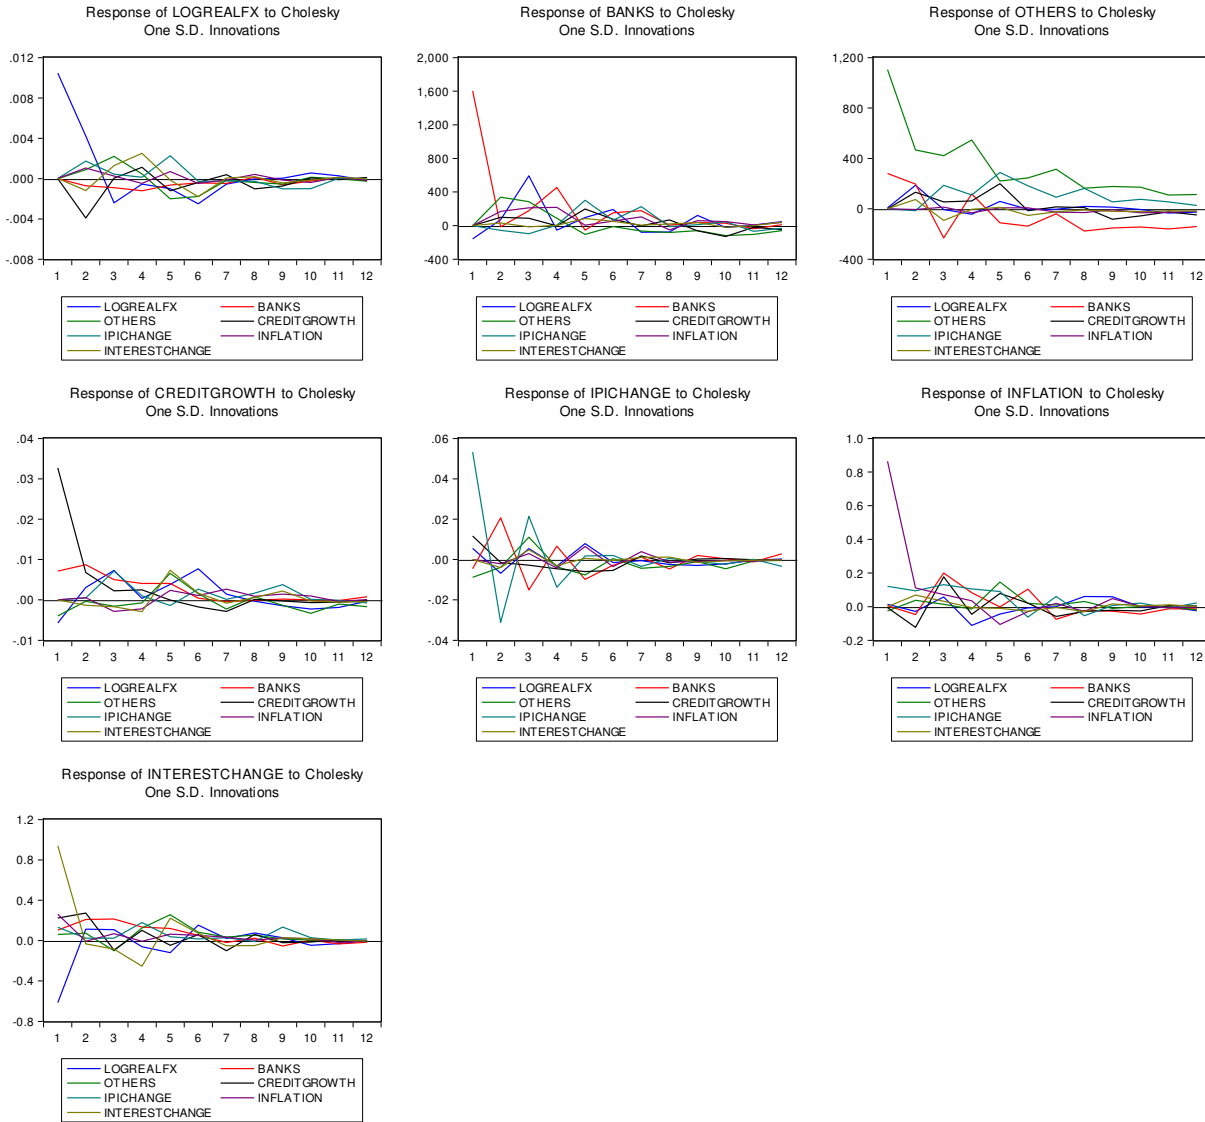 Response of LOGREALFX to Cholesky
One S.D. Innovations
.012
.008
.004
.000
-.004
-.008
1 2 3 4 5 6 7 8 9 10 11 12
LOGREALFX BANKS
OTHERS CREDITGROWTH
IPICHANGE INFLATION
INTERESTCHANGE
Response of BANKS to Cholesky
One S.D. Innovations
2,000
1,600
1,200
800
400
0
-400
1 2 3 4 5 6 7 8 9 10 11 12
LOGREALFX BANKS
OTHERS CREDITGROWTH
IPICHANGE INFLATION
INTERESTCHANGE
Response of OTHERS to Cholesky
One S.D. Innovations
1,200
800
400
0
-400
1 2 3 4 5 6 7 8 9 10 11 12
LOGREALFX BANKS
OTHERS CREDITGROWTH
IPICHANGE INFLATION
INTERESTCHANGE
Response of CREDITGROWTH to Cholesky
One S.D. Innovations
.04
.03
.02
.01
.00
-.01
1 2 3 4 5 6 7 8 9 10 11 12
LOGREALFX BANKS
OTHERS CREDITGROWTH
IPICHANGE INFLATION
INTERESTCHANGE
Response of IPICHANGE to Cholesky
One S.D. Innovations
.06
.04
.02
.00
-.02
-.04
1 2 3 4 5 6 7 8 9 10 11 12
LOGREALFX BANKS
OTHERS CREDITGROWTH
IPICHANGE INFLATION
INTERESTCHANGE
Response of INFLATION to Cholesky
One S.D. Innovations
1.0
0.8
0.6
0.4
0.2
0.0
-0.2
1 2 3 4 5 6 7 8 9 10 11 12
LOGREALFX BANKS
OTHERS CREDITGROWTH
IPICHANGE INFLATION
INTERESTCHANGE
Response of INTERESTCHANGE to Cholesky
One S.D. Innovations
1.2
0.8
0.4
0.0
-0.4
-0.8
1 2 3 4 5 6 7 8 9 10 11 12
LOGREALFX BANKS
OTHERS CREDITGROWTH
IPICHANGE INFLATION
INTERESTCHANGE